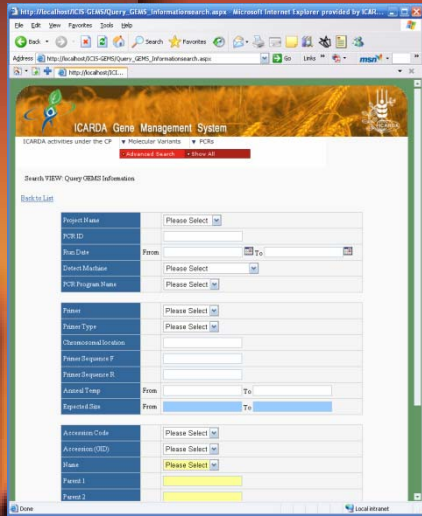 http://localhost/ICIS-GEMS/Query_GEMS_Informationsearch.aspx - Microsoft Internet Explorer provided by ICAR...
File Edit View Favorites Tools Help
Back Search Favorites
Address http://localhost/ICIS-GEMS/Query_GEMS_Informationsearch.aspx Go Links » msn
http://localhost/ICI...
ICARDA Gene Management System
ICARDA
ICARDA activities under the CP Molecular Variants PCRs
Advanced Search Show All
Search VIEW: Query GEMS Information
Back to List
Project Name Please Select
PCR ID
Run Date From To
Detect Machine Please Select
PCR Program Name Please Select
Primer Please Select
Primer Type Please Select
Chromosomal location
Primer Sequence F
Primer Sequence R
Anneal Temp From To
Expected Size From To
Accession Code Please Select
Accession (GID) Please Select
Name Please Select
Parent 1
Parent 2
Done Local intranet